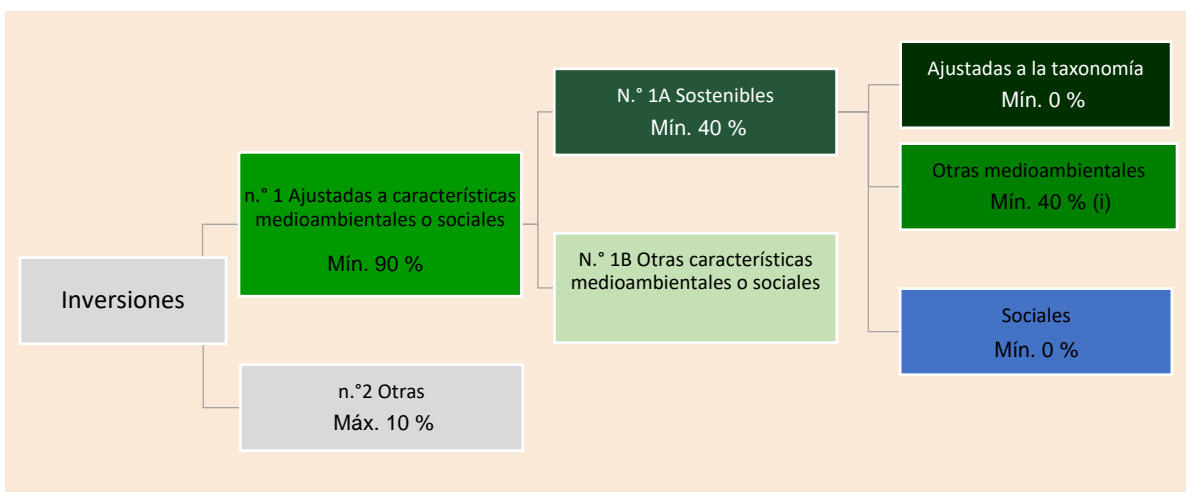 Inversiones
n.° 1 Ajustadas a características
medioambientales o sociales
Mín. 90 %
n.°2 Otras
Máx. 10 %
N.° 1A Sostenibles
Mín. 40 %
N.° 1B Otras características
medioambientales o sociales
Ajustadas a la taxonomía
Mín. 0 %
Otras medioambientales
Mín. 40 % (i)
Sociales
Mín. 0 %